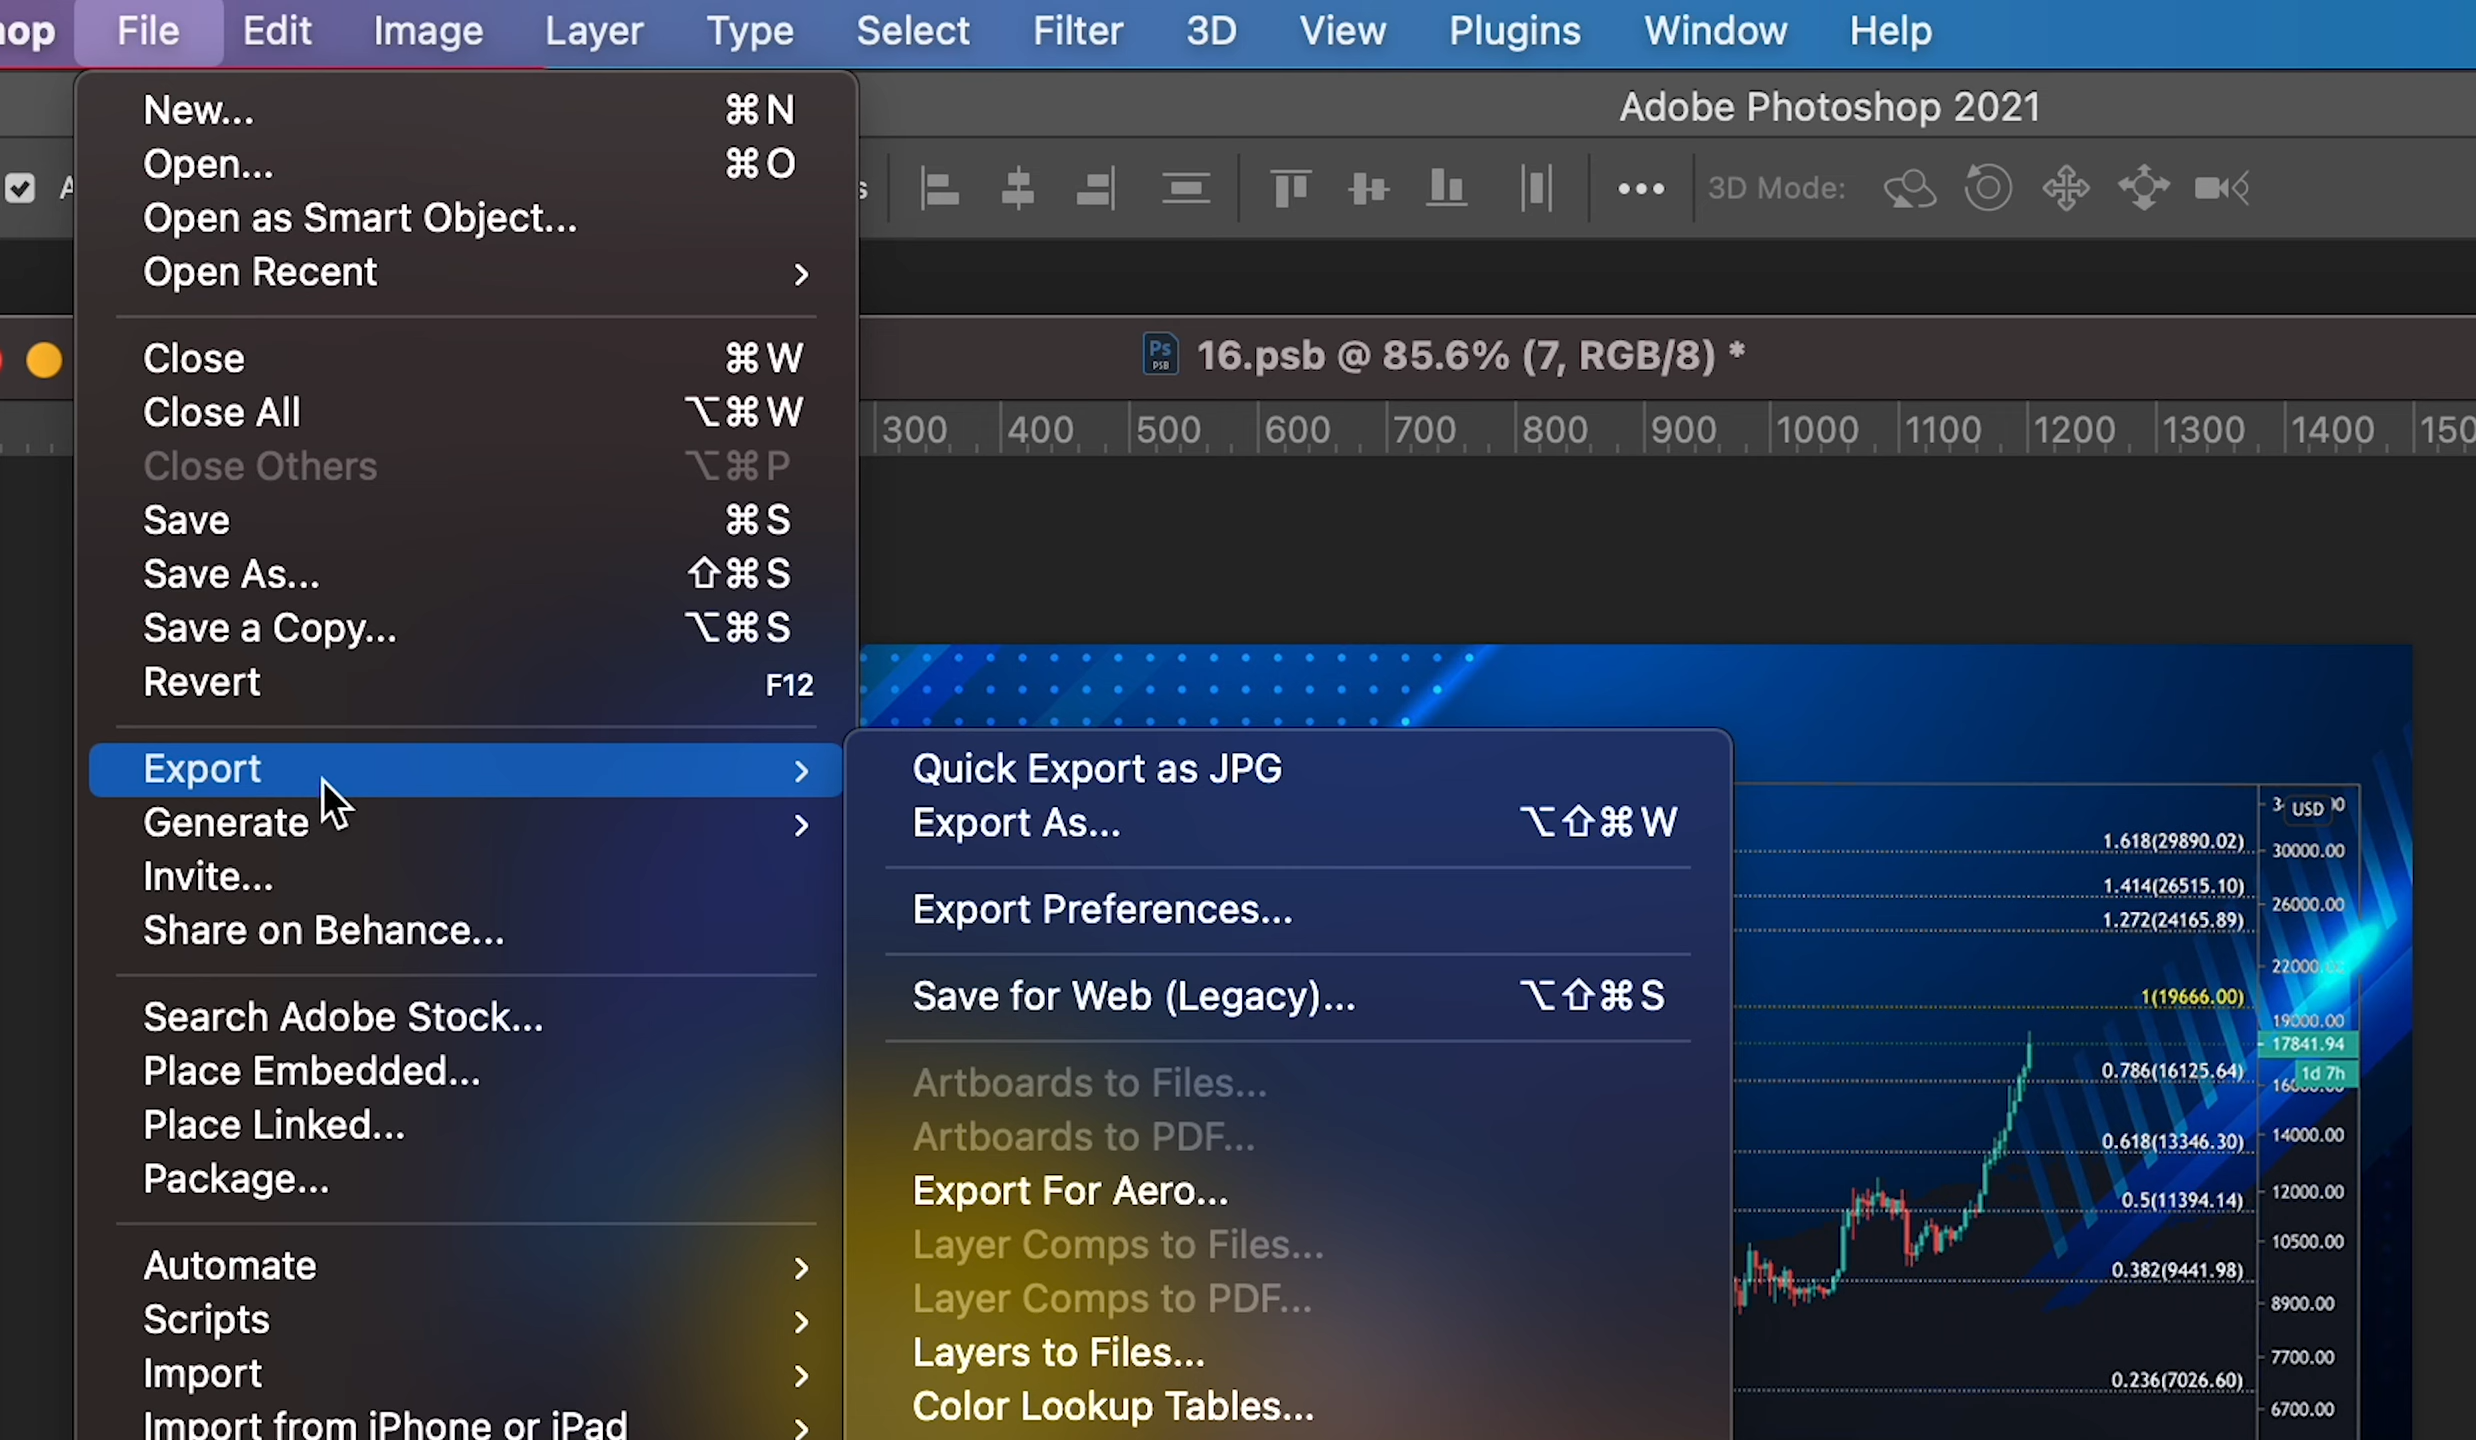 File Edit Image Layer Type Select Filter 3D View Plugins Window Help
Adobe Photoshop 2021
3D Mode:
New... ⌘N
Open... ⌘O
Open as Smart Object...
Open Recent
Close ⌘W
Close All ⌥⌘W
Close Others ⌥⌘P
Save ⌘S
Save As... ⇧⌘S
Save a Copy... ⌥⌘S
Revert F12
Export
Generate
Invite...
Share on Behance...
Search Adobe Stock...
Place Embedded...
Place Linked...
Package...
Automate
Scripts
Import
Import from iPhone or iPad
Ps
PSB
16.psb @ 85.6% (7, RGB/8) *
300 400 500 600 700 800 900 1000 1100 1200 1300 1400
Quick Export as JPG
Export As... ⌥⇧⌘W
Export Preferences...
Save for Web (Legacy)... ⌥⇧⌘S
Artboards to Files...
Artboards to PDF...
Export For Aero...
Layer Comps to Files...
Layer Comps to PDF...
Layers to Files...
Color Lookup Tables...
USD
1.618(29890.02) 30000.00
1.414(26515.10) 26000.00
1.272(24165.89)
1(19666.00)
19000.00
17841.94
0.786(16125.64) 1d 7h
0.618(13346.30) 14000.00
0.5(11394.14) 12000.00
10500.00
0.382(9441.98)
8900.00
7700.00
0.236(7026.60)
6700.00